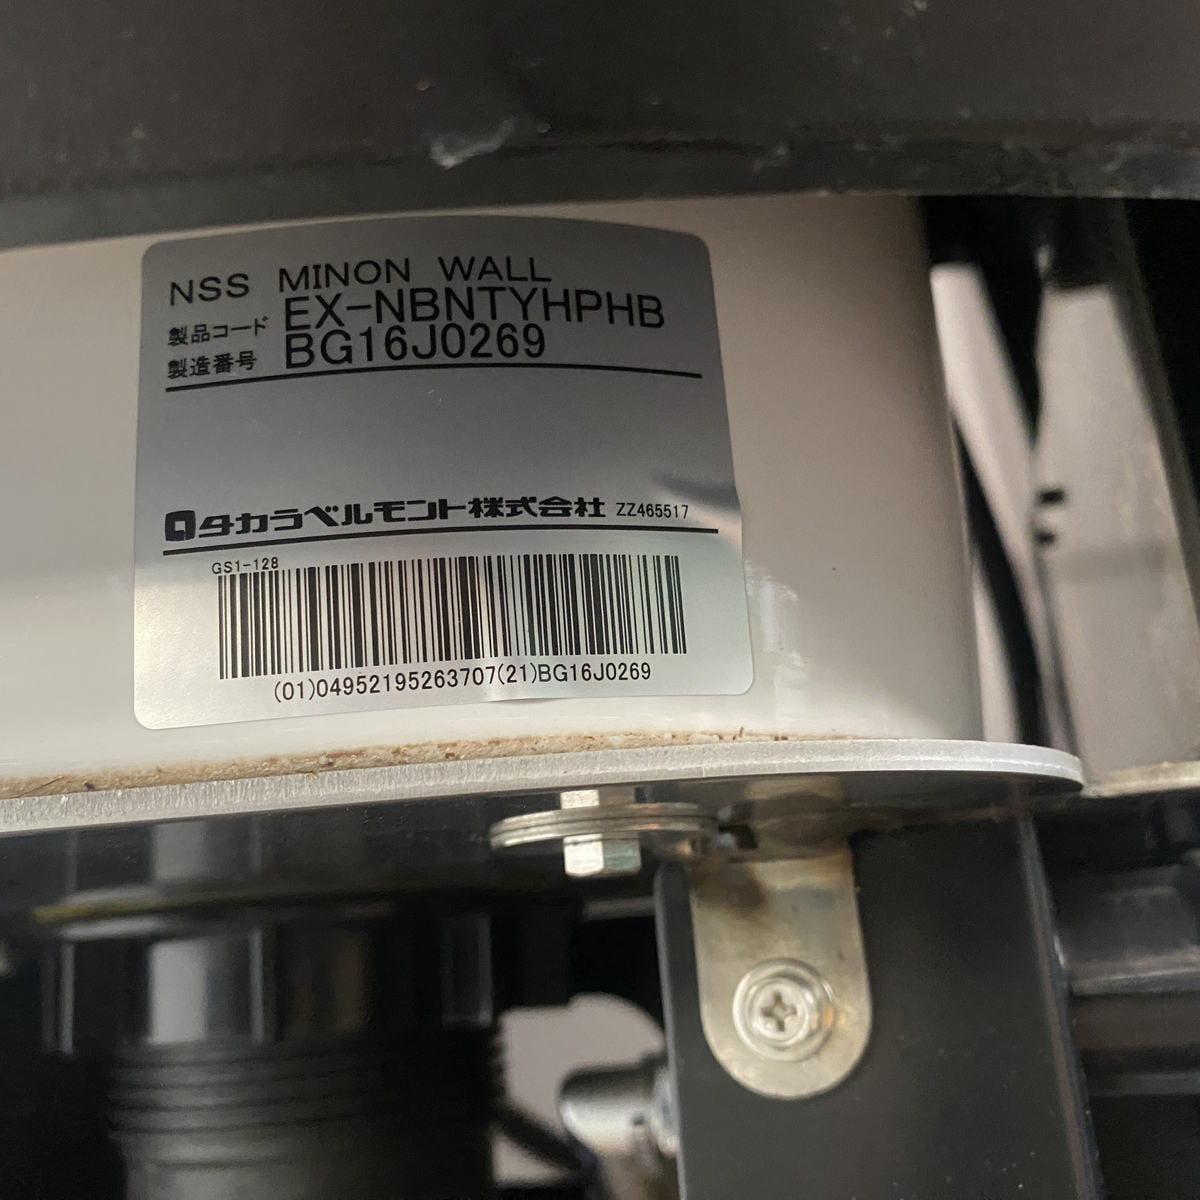 NSS MINON WALL
製品コード EX-NBNTYHPHB
製造番号 BG16J0269
タカラベルモント株式会社 ZZ465517
GS1-128
(01)04952195263707(21)BG16J0269